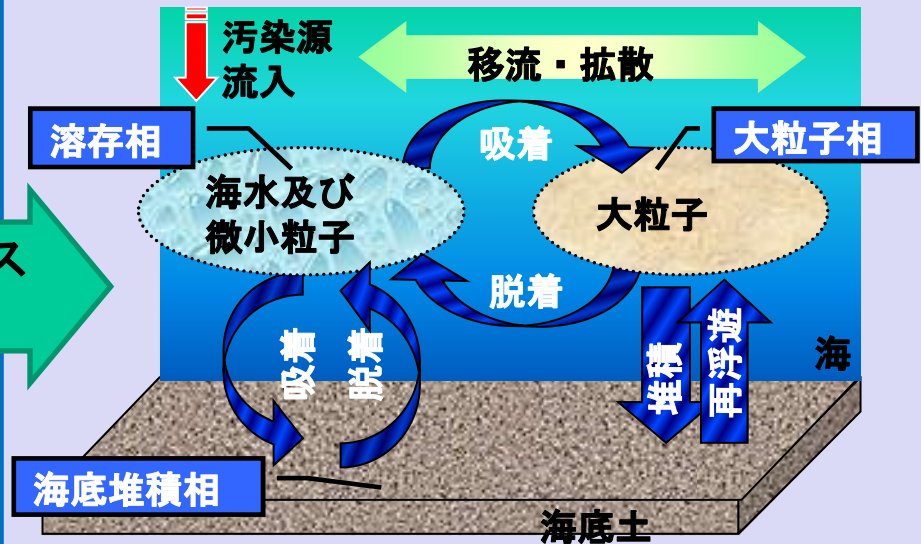 汚染源
流入
移流・拡散
溶存相
吸着
大粒子相
海水及び
微小粒子
大粒子
ス
脱着
吸着
脱着
堆積
再浮遊
海
海底堆積相
海底土